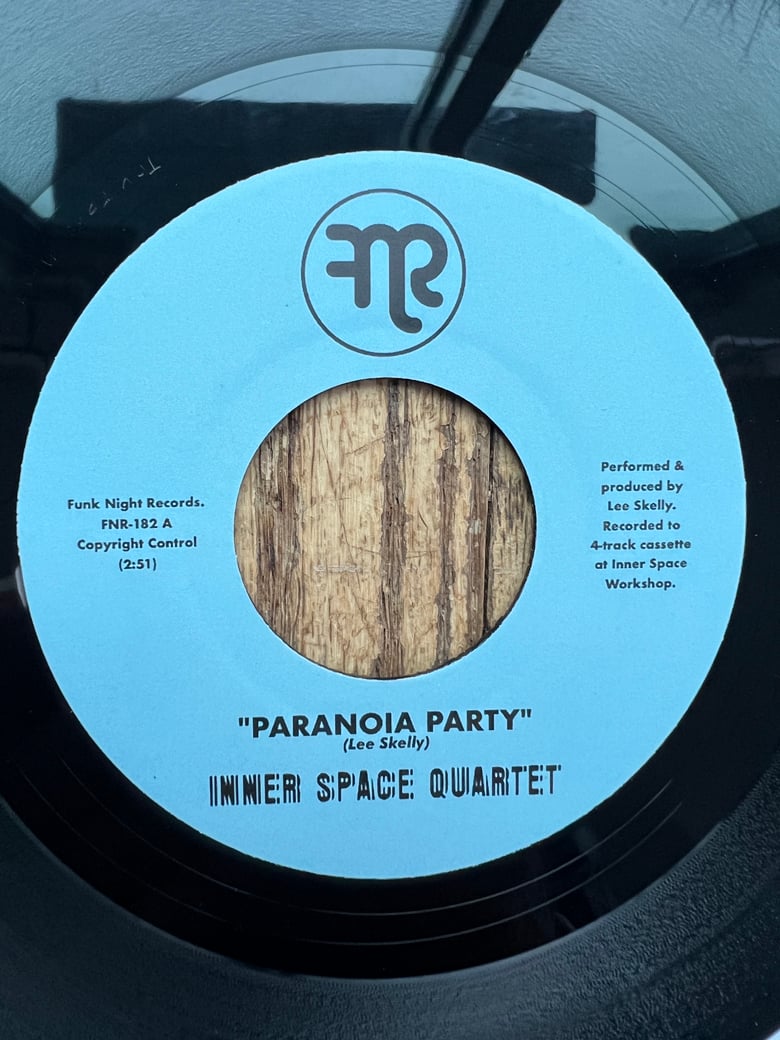 FNR
Funk Night Records.
FNR-182 A
Copyright Control
(2:51)
Performed &
produced by
Lee Skelly.
Recorded to
4-track cassette
at Inner Space
Workshop.
"PARANOIA PARTY"
(Lee Skelly)
INNER SPACE QUARTET